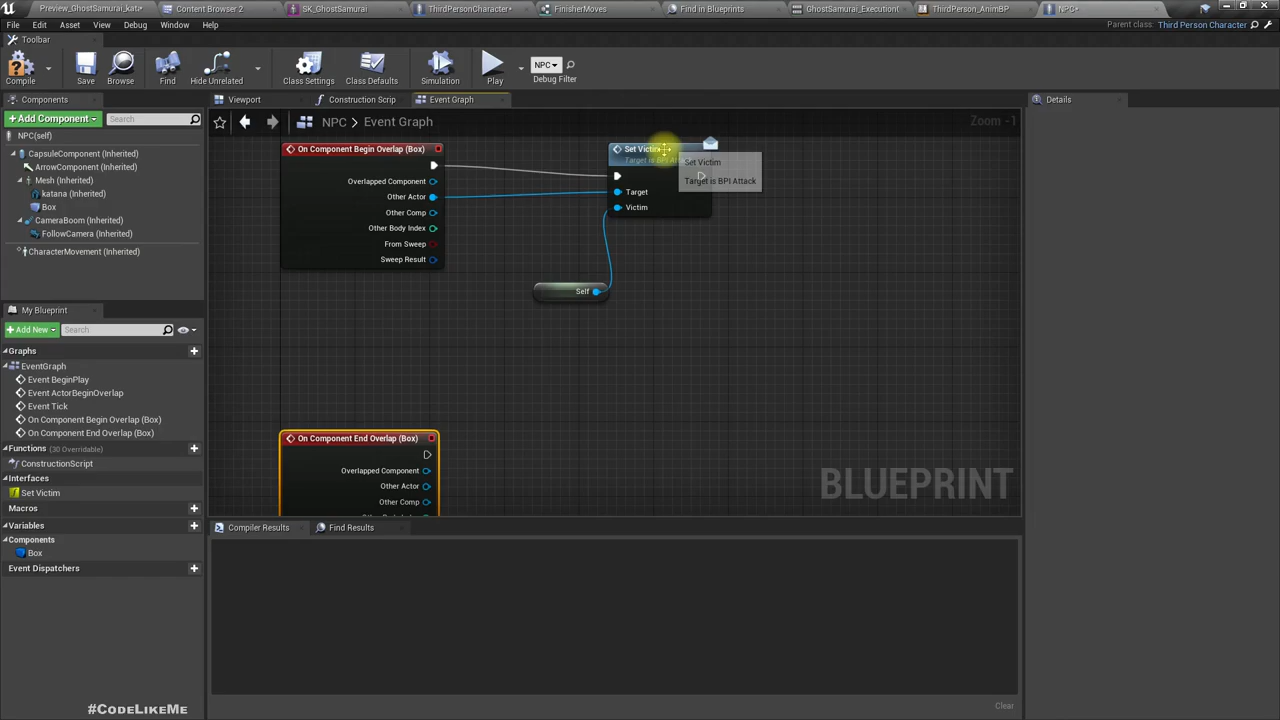 Preview_GhostSamurai_kat*
Content Browser 2
SK_GhostSamurai
ThirdPersonCharacter*
FinisherMoves
Find in Blueprints
GhostSamurai_Execution
ThirdPerson_AnimBP
NPC*
File Edit Asset View Debug Window Help
Parent class: Third Person Character
Toolbar
Compile
Save
Browse
Find
Hide Unrelated
Class Settings
Class Defaults
Simulation
Play
NPC
Debug Filter
Components
+ Add Component
Search
NPC(self)
CapsuleComponent (Inherited)
ArrowComponent (Inherited)
Mesh (Inherited)
katana (Inherited)
Box
CameraBoom (Inherited)
FollowCamera (Inherited)
CharacterMovement (Inherited)
My Blueprint
+ Add New
Search
Graphs
EventGraph
Event BeginPlay
Event ActorBeginOverlap
Event Tick
On Component Begin Overlap (Box)
On Component End Overlap (Box)
Functions (30 Overridable)
ConstructionScript
Interfaces
Set Victim
Macros
Variables
Components
Box
Event Dispatchers
Viewport
Construction Scrip
Event Graph
NPC > Event Graph
Zoom -1
On Component Begin Overlap (Box)
Overlapped Component
Other Actor
Other Comp
Other Body Index
From Sweep
Sweep Result
Set Victim
Target is BPI Atta
Target
Victim
Set Victim
Target is BPI Attack
Self
On Component End Overlap (Box)
Overlapped Component
Other Actor
Other Comp
BLUEPRINT
Compiler Results
Find Results
Clear
Details
#CodeLikeMe